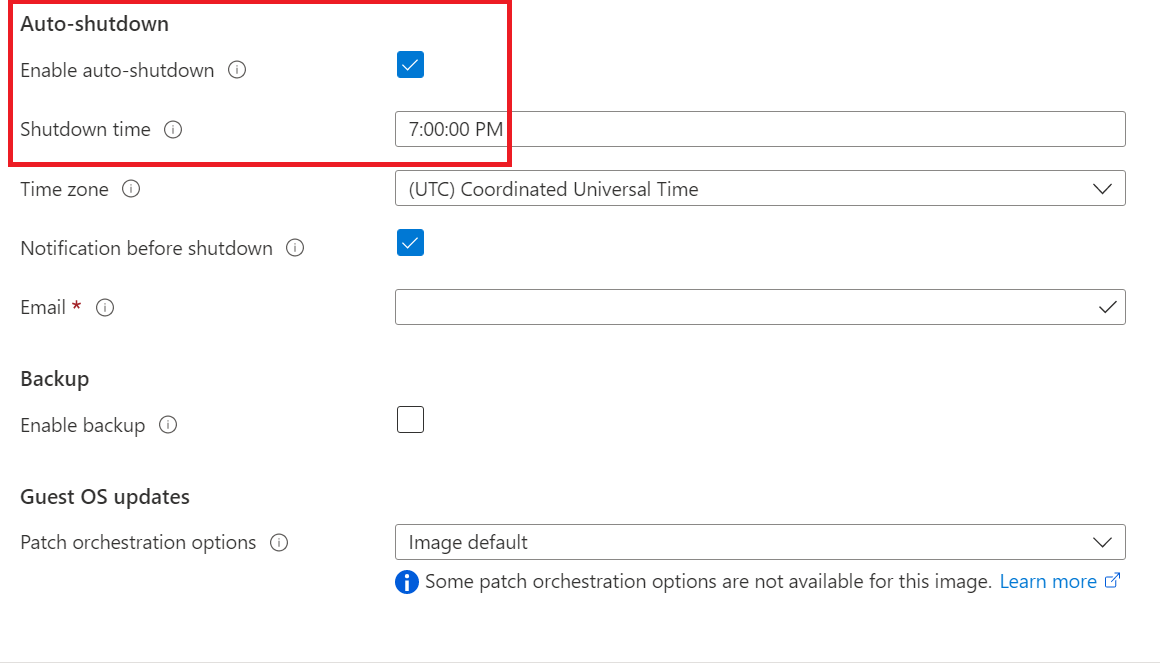 Auto-shutdown
Enable auto-shutdown
Shutdown time
7:00:00 PM
Time zone
(UTC) Coordinated Universal Time
Notification before shutdown
Email *
Backup
Enable backup
Guest OS updates
Patch orchestration options
Image default
Some patch orchestration options are not available for this image. Learn more